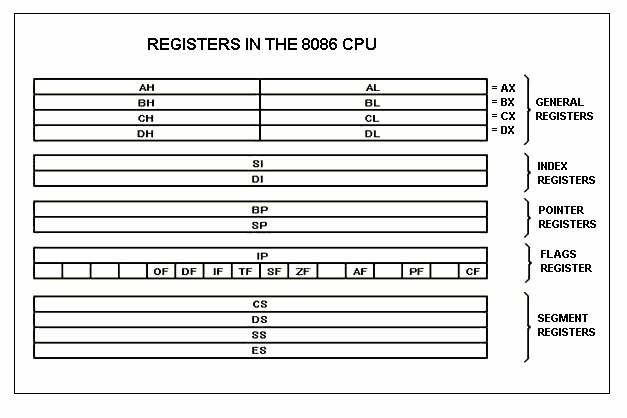 REGISTERS IN THE 8086 CPU
AH AL = AX
BH BL = BX
CH CL = CX
DH DL = DX
GENERAL
REGISTERS
SI
DI
INDEX
REGISTERS
BP
SP
POINTER
REGISTERS
IP
OF DF IF TF SF ZF AF PF CF
FLAGS
REGISTER
CS
DS
SS
ES
SEGMENT
REGISTERS